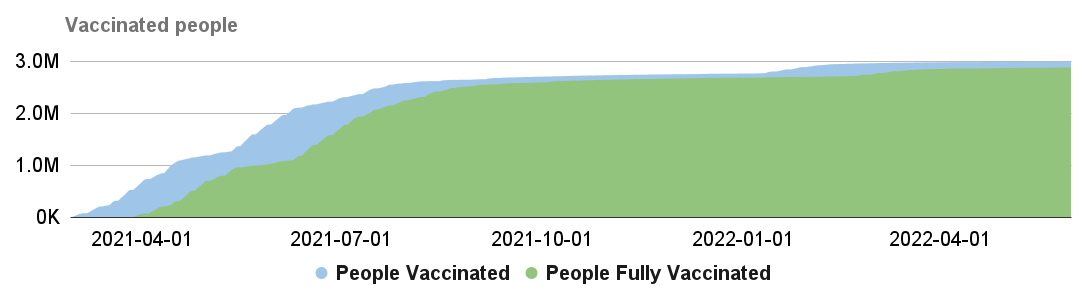 Vaccinated people
3.0M
2.0M
1.0M
0K
2021-04-01 2021-07-01 2021-10-01 2022-01-01 2022-04-01
People Vaccinated People Fully Vaccinated